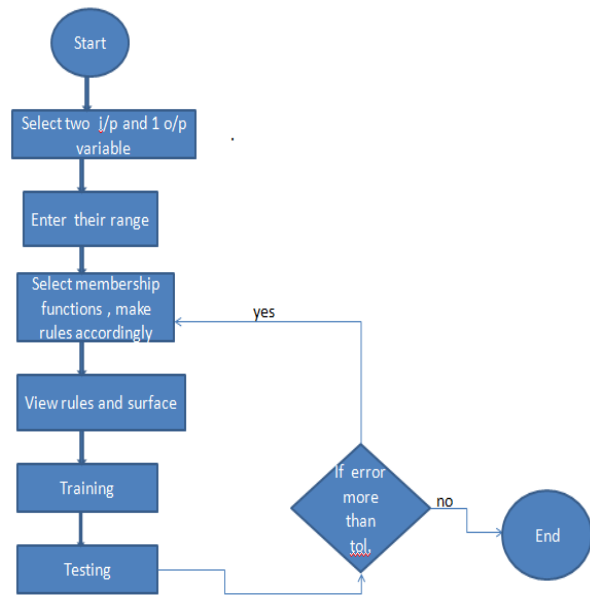 Start
Select two i/p and 1 o/p
variable
Enter their range
Select membership
functions , make
rules accordingly
yes
View rules and surface
Training
Testing
If error
more
than
tol,
no
End